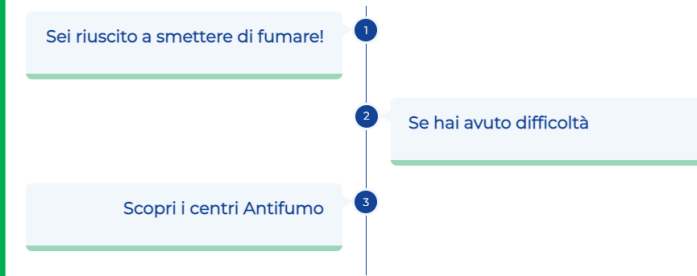 Sei riuscito a smettere di fumare!
1
2
Se hai avuto difficoltà
Scopri i centri Antifumo
3